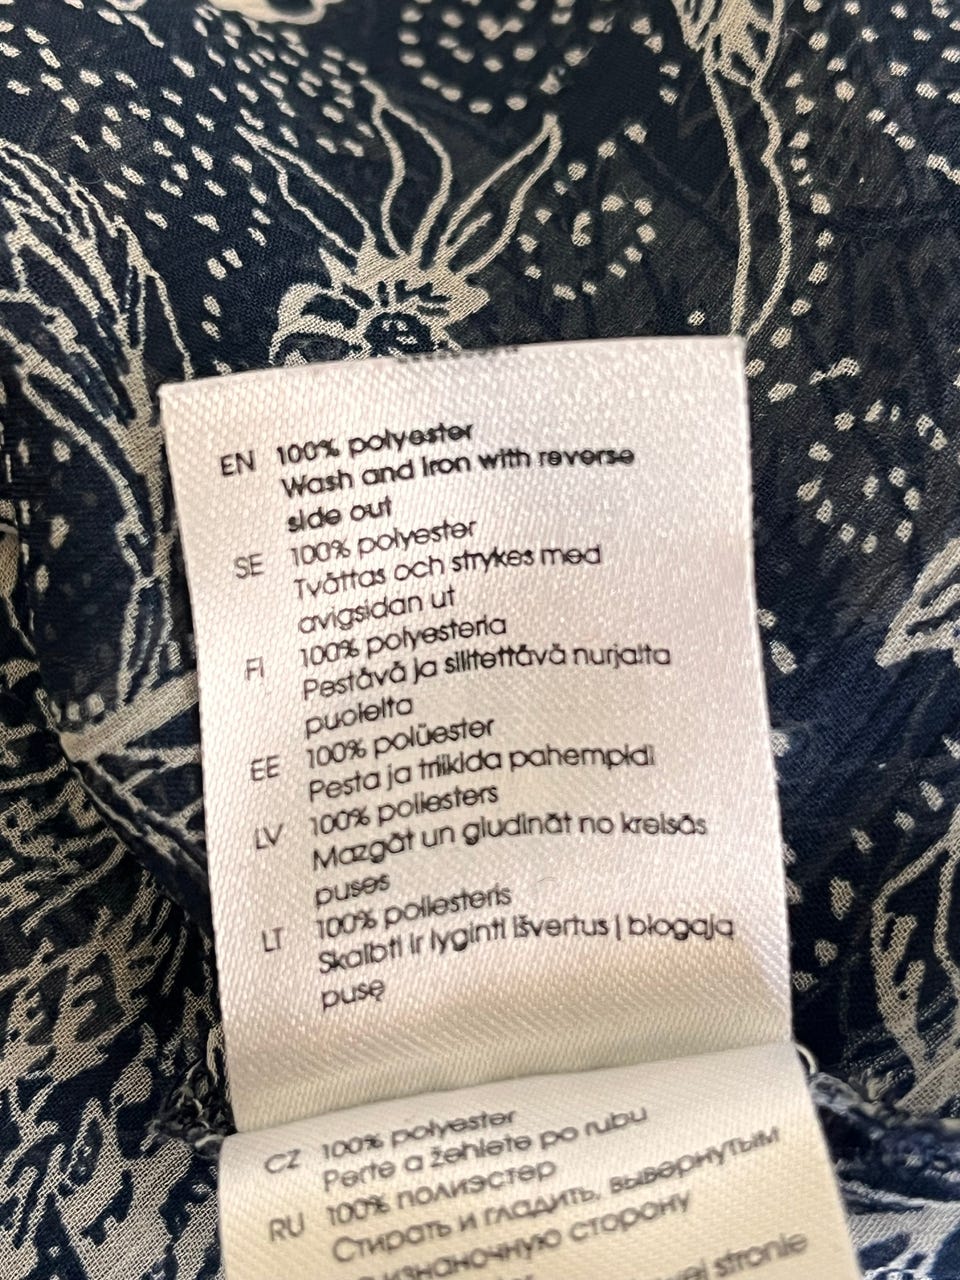 EN 100% polyester
Wash and iron with reverse
side out
SE 100% polyester
Tvättas och strykes med
avigsidan ut
FI 100% polyesteria
Pestävä ja silitettävä nurjalta
puolelta
EE 100% polüester
Pesta ja triikida pahempidi
LV 100% poliesters
Mazgāt un gludināt no kreisās
puses
LT 100% poliesteris
Skalbti ir lyginti išvertus į blogąją
pusę
CZ 100% polyester
Perte a žehlete po rubu
RU 100% полиэстер
Стирать и гладить, вывернутым
изнаночную сторону
stronie